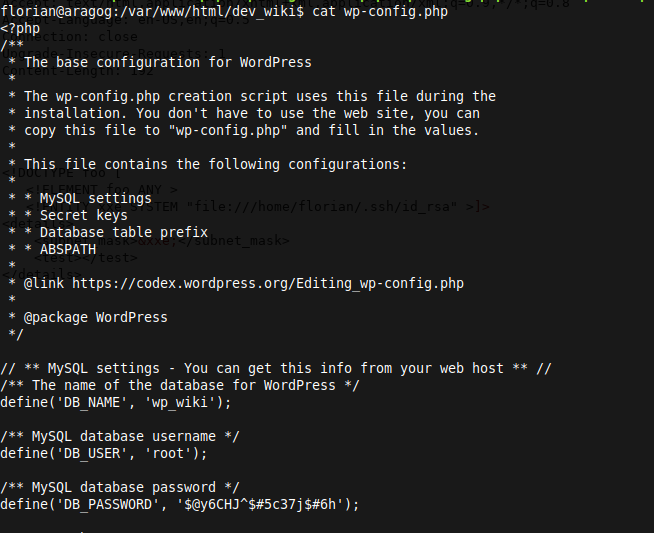 florian@aragog:/var/www/html/dev_wiki$ cat wp-config.php
<?php
/**
 * The base configuration for WordPress
 *
 * The wp-config.php creation script uses this file during the
 * installation. You don't have to use the web site, you can
 * copy this file to "wp-config.php" and fill in the values.
 *
 * This file contains the following configurations:
 *
 * * MySQL settings
 * * Secret keys
 * * Database table prefix
 * * ABSPATH
 *
 * @link https://codex.wordpress.org/Editing_wp-config.php
 *
 * @package WordPress
 */

// ** MySQL settings - You can get this info from your web host ** //
/** The name of the database for WordPress */
define('DB_NAME', 'wp_wiki');

/** MySQL database username */
define('DB_USER', 'root');

/** MySQL database password */
define('DB_PASSWORD', '$@y6CHJ^$#5c37j$#6h');